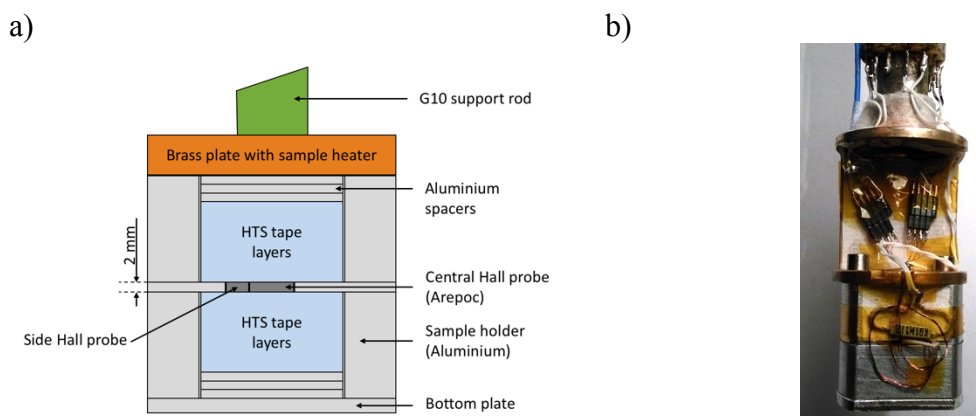 a)
b)
G10 support rod
Brass plate with sample heater
Aluminium
spacers
HTS tape
layers
2 mm
Central Hall probe
(Arepoc)
HTS tape
layers
Side Hall probe
Sample holder
(Aluminium)
Bottom plate